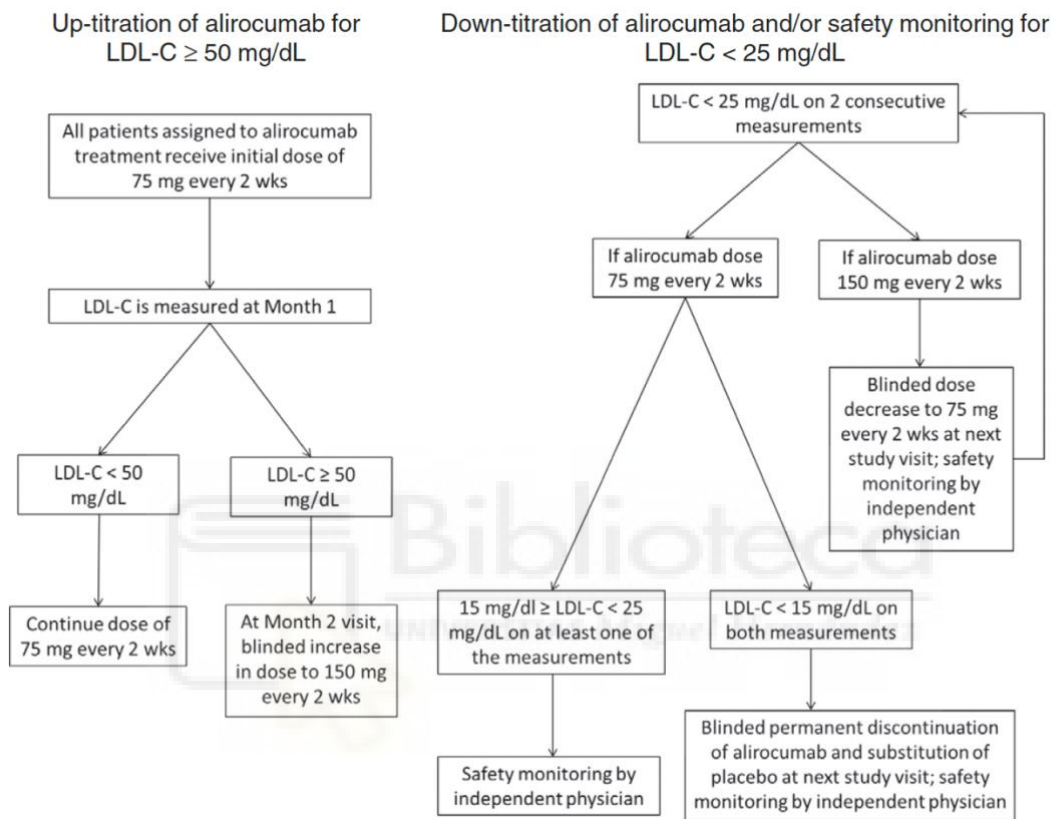 Up-titration of alirocumab for
LDL-C ≥ 50 mg/dL
All patients assigned to alirocumab
treatment receive initial dose of
75 mg every 2 wks
LDL-C is measured at Month 1
LDL-C < 50
mg/dL
LDL-C ≥ 50
mg/dL
Continue dose of
75 mg every 2 wks
At Month 2 visit,
blinded increase
in dose to 150 mg
every 2 wks
Down-titration of alirocumab and/or safety monitoring for
LDL-C < 25 mg/dL
LDL-C < 25 mg/dL on 2 consecutive
measurements
If alirocumab dose
75 mg every 2 wks
If alirocumab dose
150 mg every 2 wks
Blinded dose
decrease to 75 mg
every 2 wks at next
study visit; safety
monitoring by
independent
physician
15 mg/dl ≥ LDL-C < 25
mg/dL on at least one of
the measurements
LDL-C < 15 mg/dL on
both measurements
Safety monitoring by
independent physician
Blinded permanent discontinuation
of alirocumab and substitution of
placebo at next study visit; safety
monitoring by independent physician
Biblioteca
UNIVERSITAS Miguel Hernández